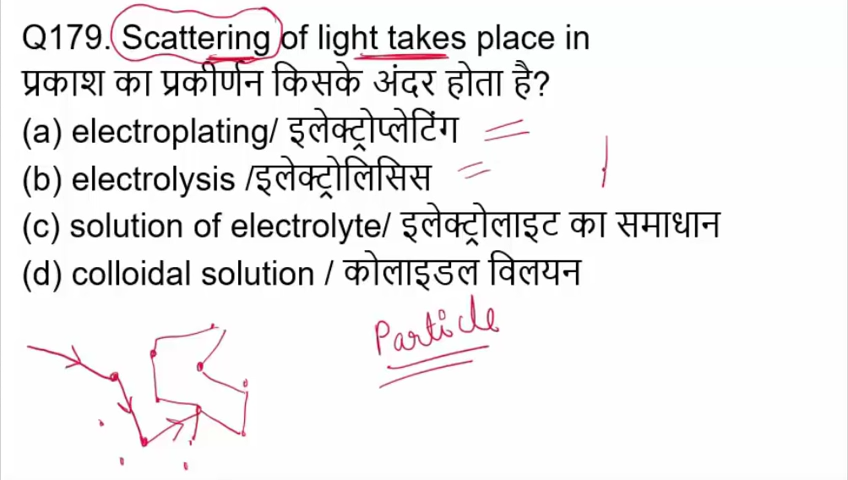 Q179. Scattering of light takes place in
प्रकाश का प्रकीर्णन किसके अंदर होता है?
(a) electroplating/ इलेक्ट्रोप्लेटिंग
(b) electrolysis /इलेक्ट्रोलिसिस
(c) solution of electrolyte/ इलेक्ट्रोलाइट का समाधान
(d) colloidal solution / कोलाइडल विलयन
Particle